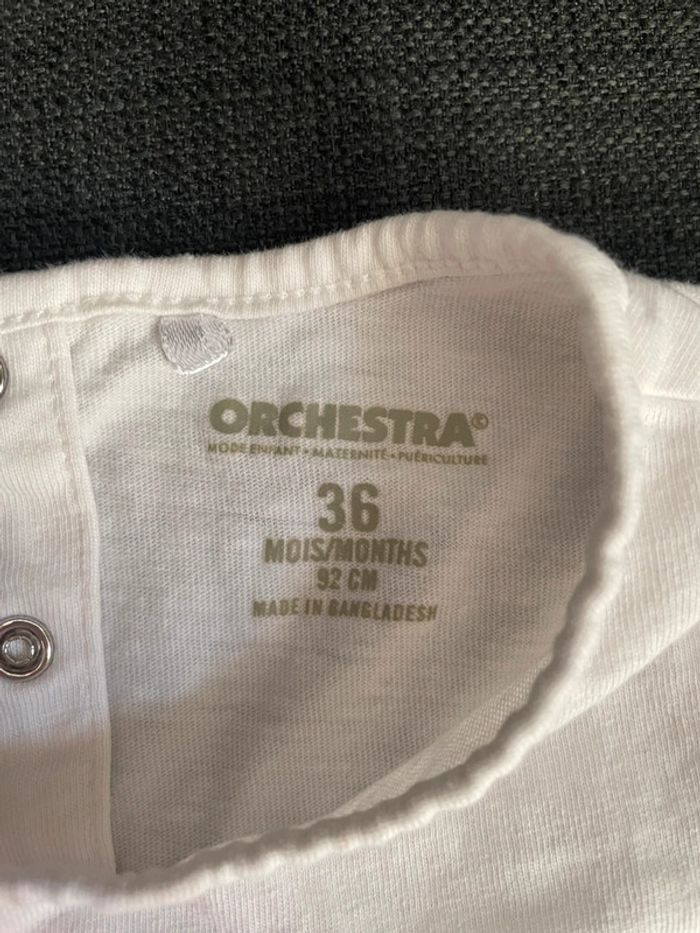 ORCHESTRA®
MODE ENFANT • MATERNITÉ • PUÉRICULTURE
36
MOIS/MONTHS
92 CM
MADE IN BANGLADESH